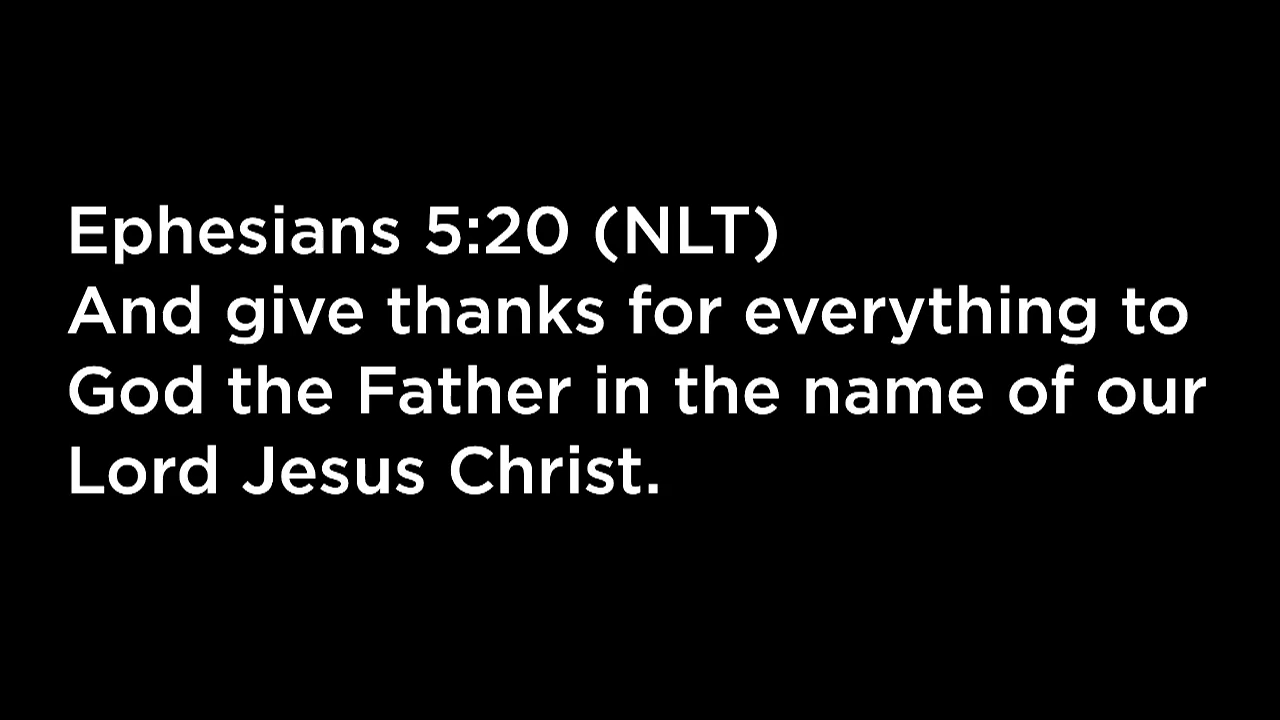 Ephesians 5:20 (NLT)
And give thanks for everything to
God the Father in the name of our
Lord Jesus Christ.